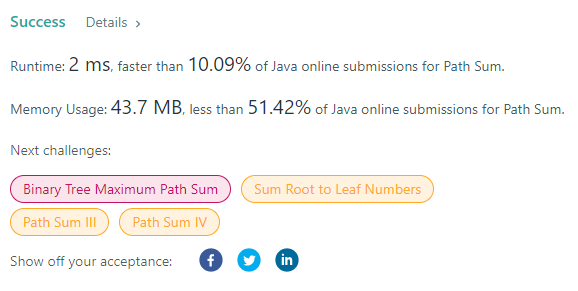 Success Details >
Runtime: 2 ms, faster than 10.09% of Java online submissions for Path Sum.
Memory Usage: 43.7 MB, less than 51.42% of Java online submissions for Path Sum.
Next challenges:
Binary Tree Maximum Path Sum Sum Root to Leaf Numbers
Path Sum III Path Sum IV
Show off your acceptance: f in